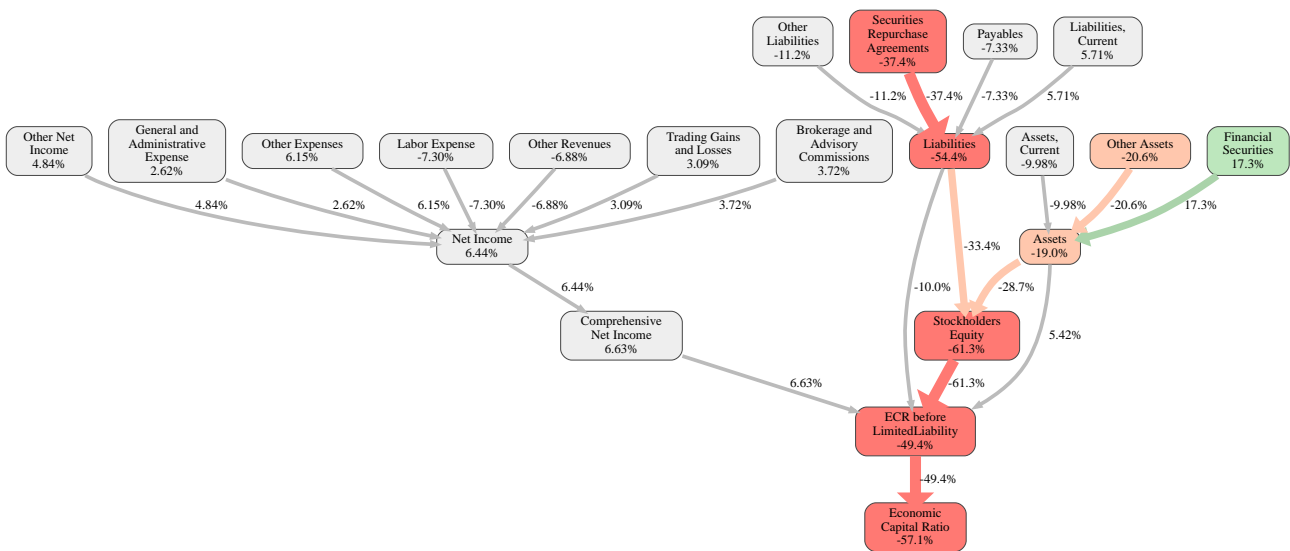 Other
Liabilities
-11.2%
Securities
Repurchase
Agreements
-37.4%
Payables
-7.33%
Liabilities,
Current
5.71%
-11.2%
-37.4%
-7.33%
5.71%
Other Net
Income
4.84%
General and
Administrative
Expense
2.62%
Other Expenses
6.15%
Labor Expense
-7.30%
Other Revenues
-6.88%
Trading Gains
and Losses
3.09%
Brokerage and
Advisory
Commissions
3.72%
Liabilities
-54.4%
Assets,
Current
-9.98%
Other Assets
-20.6%
Financial
Securities
17.3%
4.84%
2.62%
6.15%
-7.30%
-6.88%
3.09%
3.72%
-9.98%
-20.6%
17.3%
Net Income
6.44%
Assets
-19.0%
-33.4%
6.44%
-10.0%
-28.7%
Comprehensive
Net Income
6.63%
Stockholders
Equity
-61.3%
5.42%
6.63%
-61.3%
ECR before
LimitedLiability
-49.4%
-49.4%
Economic
Capital Ratio
-57.1%